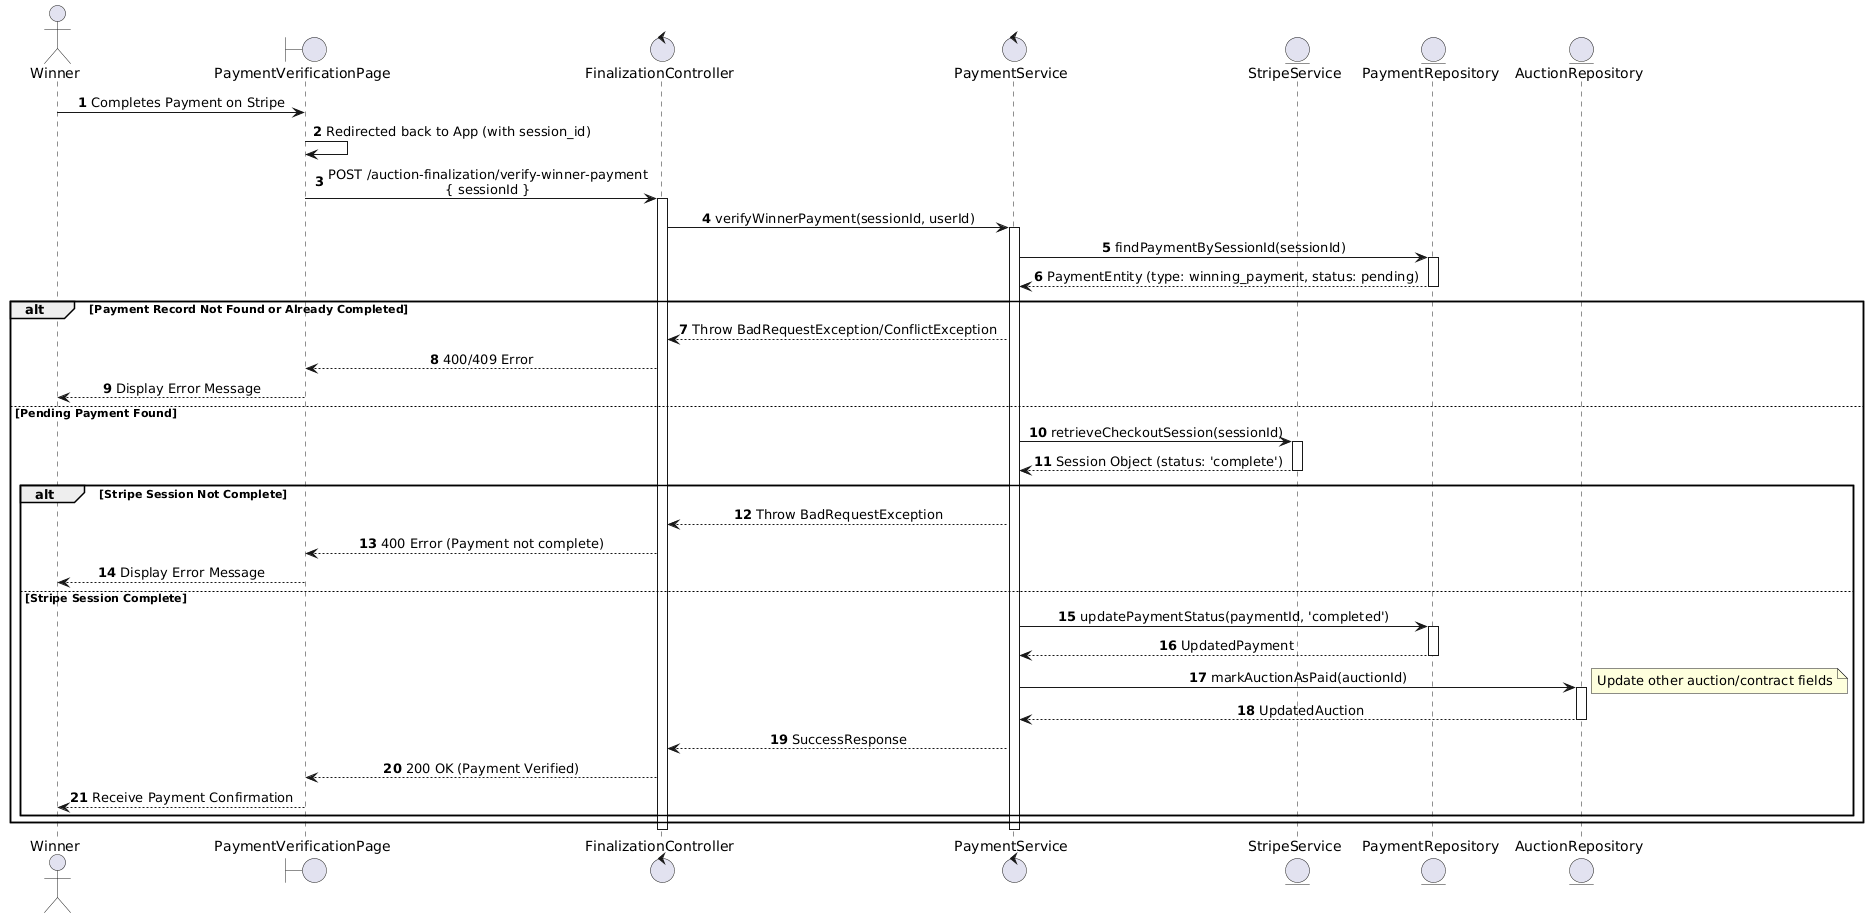 Winner
PaymentVerificationPage
FinalizationController
PaymentService
StripeService
PaymentRepository
AuctionRepository
1 Completes Payment on Stripe
2 Redirected back to App (with session_id)
3 POST /auction-finalization/verify-winner-payment
{ sessionId }
4 verifyWinnerPayment(sessionId, userId)
5 findPaymentBySessionId(sessionId)
6 PaymentEntity (type: winning_payment, status: pending)
alt [Payment Record Not Found or Already Completed]
7 Throw BadRequestException/ConflictException
8 400/409 Error
9 Display Error Message
[Pending Payment Found]
10 retrieveCheckoutSession(sessionId)
11 Session Object (status: 'complete')
alt [Stripe Session Not Complete]
12 Throw BadRequestException
13 400 Error (Payment not complete)
14 Display Error Message
[Stripe Session Complete]
15 updatePaymentStatus(paymentId, 'completed')
16 UpdatedPayment
17 markAuctionAsPaid(auctionId)
Update other auction/contract fields
18 UpdatedAuction
19 SuccessResponse
20 200 OK (Payment Verified)
21 Receive Payment Confirmation
Winner
PaymentVerificationPage
FinalizationController
PaymentService
StripeService
PaymentRepository
AuctionRepository